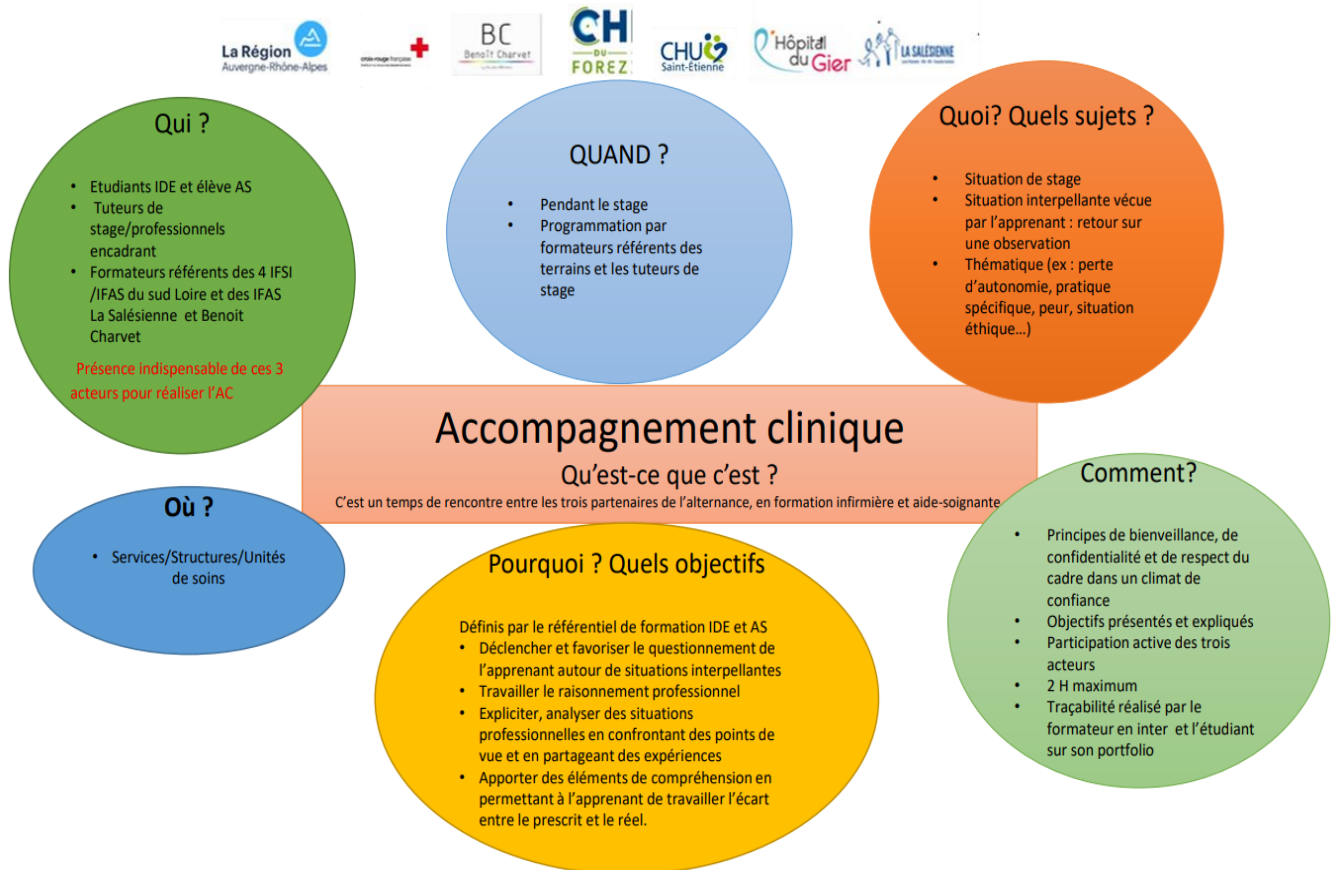 La Région
Auvergne-Rhône-Alpes
croix-rouge française
BC
Benoît Charvet
CH
DU
FOREZ
CHU
Saint-Étienne
Hôpital
du Gier
LA SALÉSIENNE
Qui ?
• Etudiants IDE et élève AS
• Tuteurs de
stage/professionnels
encadrant
• Formateurs référents des 4 IFSI
/IFAS du sud Loire et des IFAS
La Salésienne et Benoit
Charvet
Présence indispensable de ces 3
acteurs pour réaliser l'AC
QUAND ?
• Pendant le stage
• Programmation par
formateurs référents des
terrains et les tuteurs de
stage
Quoi? Quels sujets ?
• Situation de stage
• Situation interpellante vécue
par l'apprenant : retour sur
une observation
• Thématique (ex : perte
d'autonomie, pratique
spécifique, peur, situation
éthique…)
Accompagnement clinique
Qu'est-ce que c'est ?
C'est un temps de rencontre entre les trois partenaires de l'alternance, en formation infirmière et aide-soignante
Où ?
• Services/Structures/Unités
de soins
Pourquoi ? Quels objectifs
Définis par le référentiel de formation IDE et AS
• Déclencher et favoriser le questionnement de
l'apprenant autour de situations interpellantes
• Travailler le raisonnement professionnel
• Expliciter, analyser des situations
professionnelles en confrontant des points de
vue et en partageant des expériences
• Apporter des éléments de compréhension en
permettant à l'apprenant de travailler l'écart
entre le prescrit et le réel.
Comment?
• Principes de bienveillance, de
confidentialité et de respect du
cadre dans un climat de
confiance
• Objectifs présentés et expliqués
• Participation active des trois
acteurs
• 2 H maximum
• Traçabilité réalisé par le
formateur en inter et l'étudiant
sur son portfolio